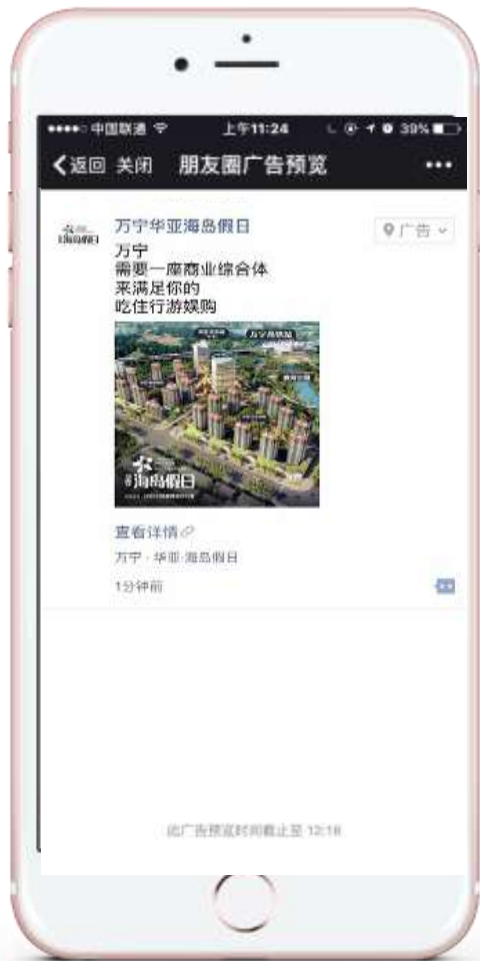 中国联通
上午11:24
39%
返回 关闭 朋友圈广告预览
万宁华亚海岛假日
广告
万宁
需要一座商业综合体
来满足你的
吃住行游娱购
海岛假日
查看详情
万宁·华亚·海岛假日
1分钟前
此广告预览时间截止至 12:18